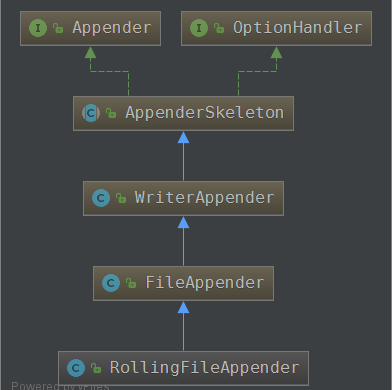 Appender
OptionHandler
AppenderSkeleton
WriterAppender
FileAppender
RollingFileAppender
Powered by yFiles